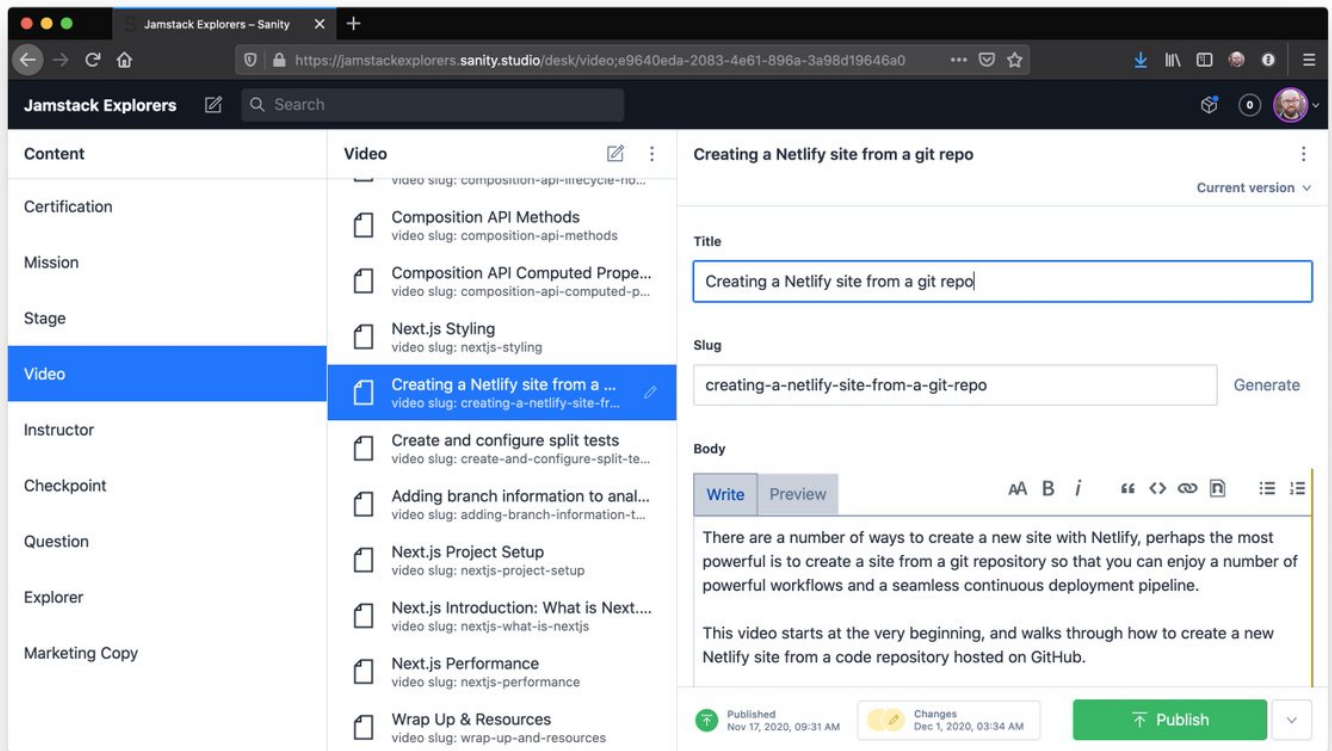 Jamstack Explorers – Sanity
https://jamstackexplorers.sanity.studio/desk/video;e9640eda-2083-4e61-896a-3a98d19646a0
Jamstack Explorers
Search
0
Content
Certification
Mission
Stage
Video
Instructor
Checkpoint
Question
Explorer
Marketing Copy
Video
video slug: composition-api-lifecycle-ho...
Composition API Methods
video slug: composition-api-methods
Composition API Computed Prope...
video slug: composition-api-computed-p...
Next.js Styling
video slug: nextjs-styling
Creating a Netlify site from a ...
video slug: creating-a-netlify-site-fr...
Create and configure split tests
video slug: create-and-configure-split-te...
Adding branch information to anal...
video slug: adding-branch-information-t...
Next.js Project Setup
video slug: nextjs-project-setup
Next.js Introduction: What is Next....
video slug: nextjs-what-is-nextjs
Next.js Performance
video slug: nextjs-performance
Wrap Up & Resources
video slug: wrap-up-and-resources
Creating a Netlify site from a git repo
Current version
Title
Creating a Netlify site from a git repo
Slug
creating-a-netlify-site-from-a-git-repo
Generate
Body
Write
Preview
AA B i
There are a number of ways to create a new site with Netlify, perhaps the most
powerful is to create a site from a git repository so that you can enjoy a number of
powerful workflows and a seamless continuous deployment pipeline.
This video starts at the very beginning, and walks through how to create a new
Netlify site from a code repository hosted on GitHub.
Published
Nov 17, 2020, 09:31 AM
Changes
Dec 1, 2020, 03:34 AM
Publish